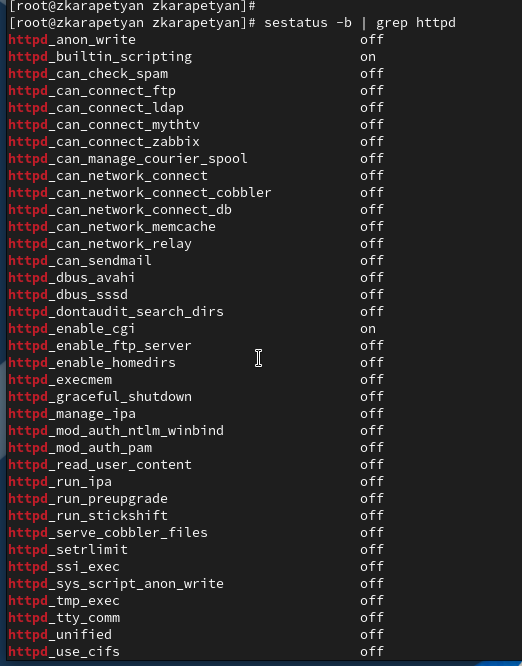 [root@zkarapetyan zkarapetyan]#
[root@zkarapetyan zkarapetyan]# sestatus -b | grep httpd
httpd_anon_write off
httpd_builtin_scripting on
httpd_can_check_spam off
httpd_can_connect_ftp off
httpd_can_connect_ldap off
httpd_can_connect_mythtv off
httpd_can_connect_zabbix off
httpd_can_manage_courier_spool off
httpd_can_network_connect off
httpd_can_network_connect_cobbler off
httpd_can_network_connect_db off
httpd_can_network_memcache off
httpd_can_network_relay off
httpd_can_sendmail off
httpd_dbus_avahi off
httpd_dbus_sssd off
httpd_dontaudit_search_dirs off
httpd_enable_cgi on
httpd_enable_ftp_server off
httpd_enable_homedirs off
httpd_execmem off
httpd_graceful_shutdown off
httpd_manage_ipa off
httpd_mod_auth_ntlm_winbind off
httpd_mod_auth_pam off
httpd_read_user_content off
httpd_run_ipa off
httpd_run_preupgrade off
httpd_run_stickshift off
httpd_serve_cobbler_files off
httpd_setrlimit off
httpd_ssi_exec off
httpd_sys_script_anon_write off
httpd_tmp_exec off
httpd_tty_comm off
httpd_unified off
httpd_use_cifs off